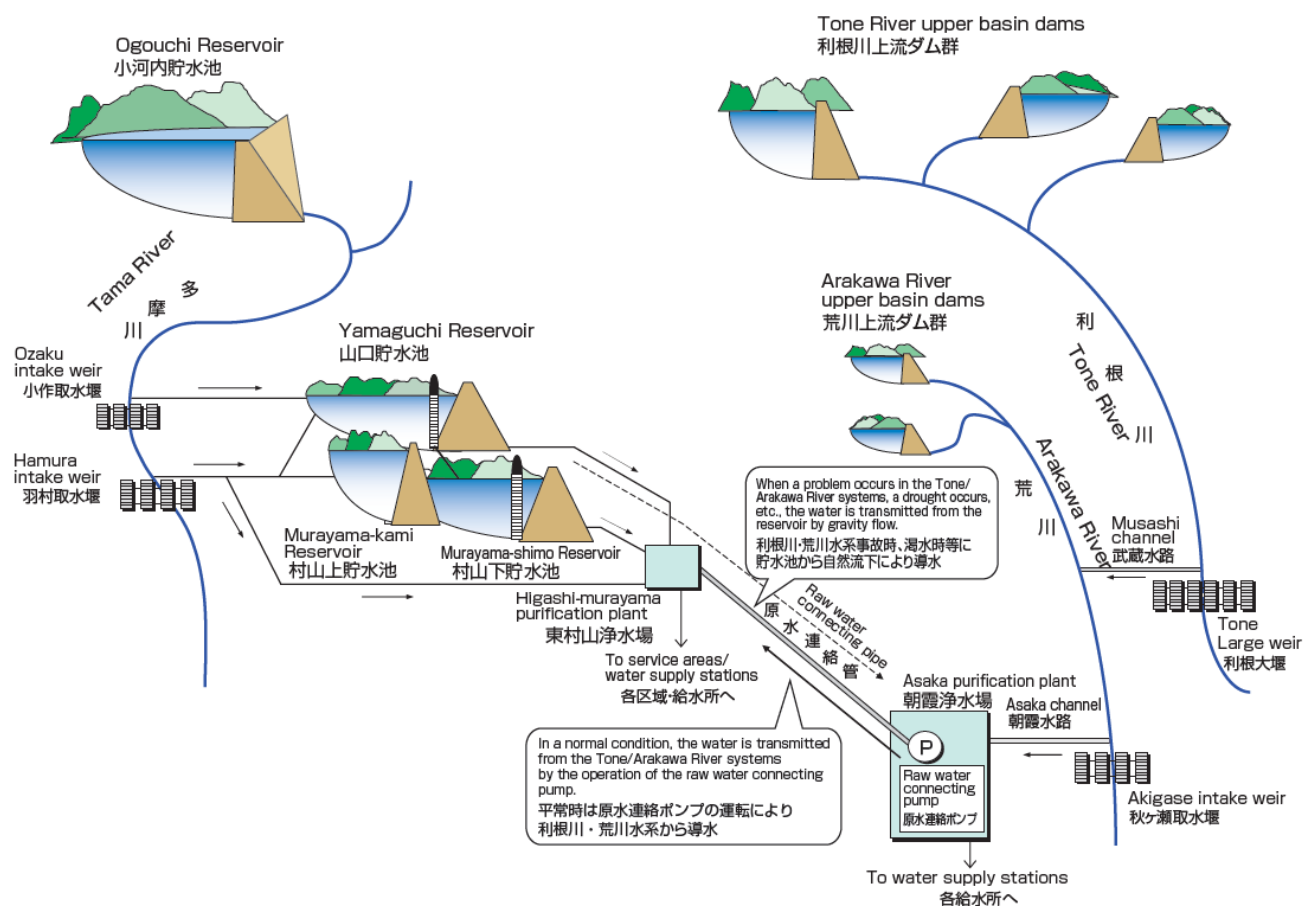 Ogouchi Reservoir
小河内貯水池
Tone River upper basin dams
利根川上流ダム群
Tama River
多
摩
川
Arakawa River
upper basin dams
荒川上流ダム群
利
根
川
Tone River
Yamaguchi Reservoir
山口貯水池
Ozaku
intake weir
小作取水堰
Hamura
intake weir
羽村取水堰
Arakawa River
荒
川
When a problem occurs in the Tone/
Arakawa River systems, a drought occurs,
etc., the water is transmitted from the
reservoir by gravity flow.
利根川・荒川水系事故時、渇水時等に
貯水池から自然流下により導水
Musashi
channel
武蔵水路
Murayama-kami
Reservoir
村山上貯水池
Murayama-shimo Reservoir
村山下貯水池
Higashi-murayama
purification plant
東村山浄水場
Raw water
connecting pipe
原水連絡管
Tone
Large weir
利根大堰
To service areas/
water supply stations
各区域・給水所へ
Asaka purification plant
朝霞浄水場
Asaka channel
朝霞水路
In a normal condition, the water is transmitted
from the Tone/Arakawa River systems
by the operation of the raw water connecting
pump.
平常時は原水連絡ポンプの運転により
利根川・荒川水系から導水
P
Raw water
connecting
pump
原水連絡ポンプ
Akigase intake weir
秋ヶ瀬取水堰
To water supply stations
各給水所へ